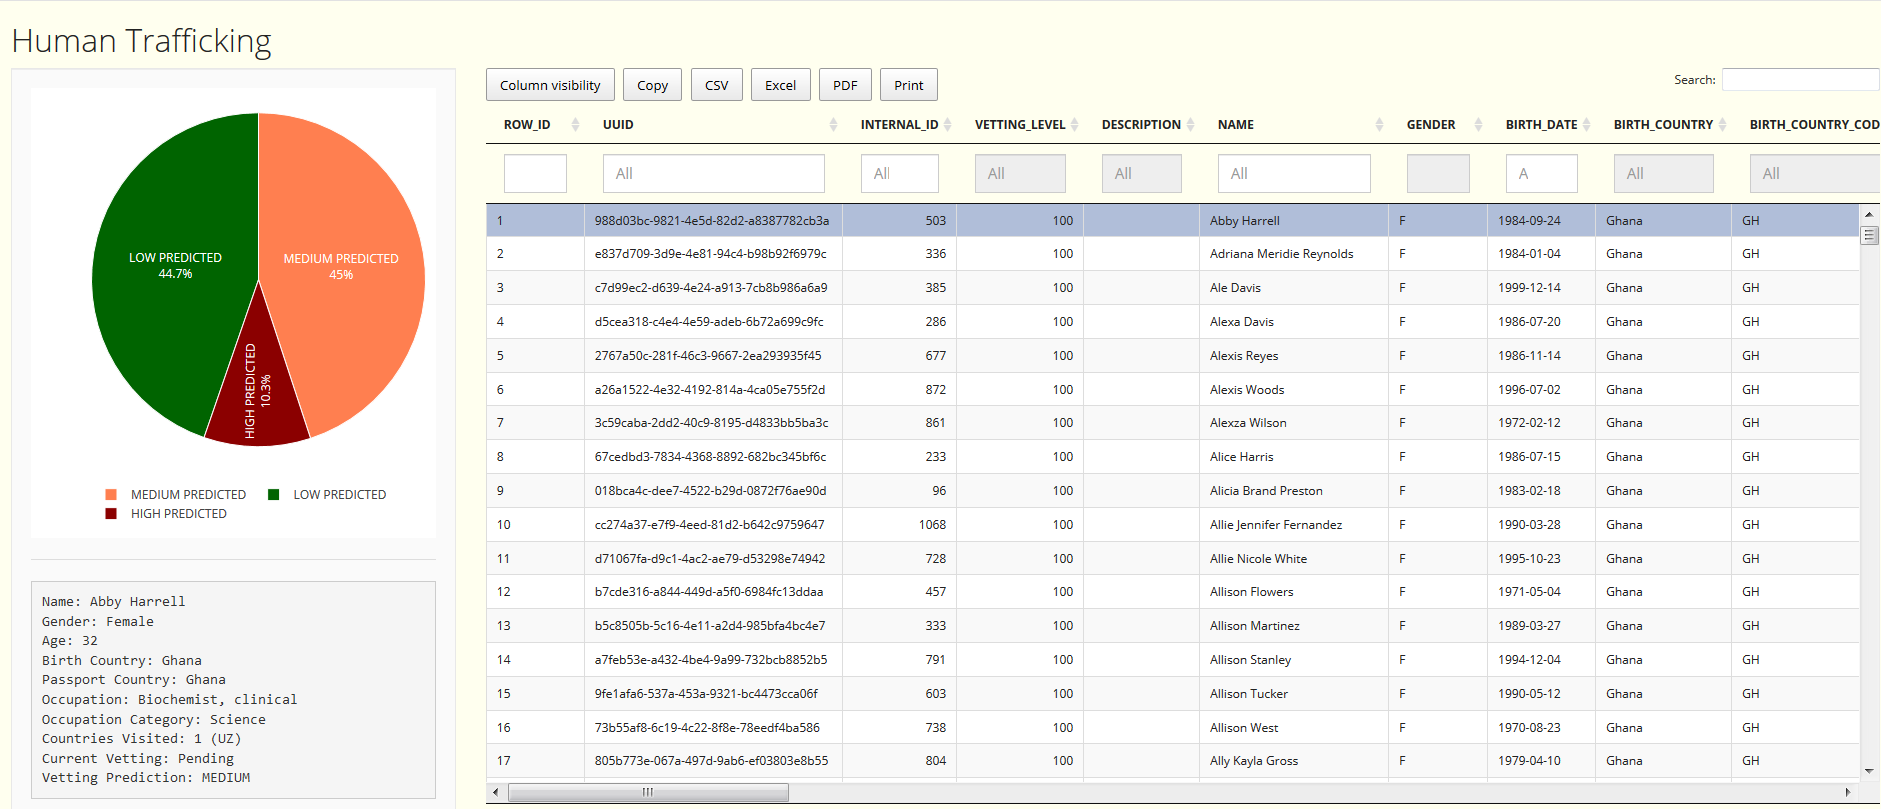 Human Trafficking
LOW PREDICTED
44.7%
MEDIUM PREDICTED
45%
HIGH PREDICTED
10.3%
MEDIUM PREDICTED LOW PREDICTED
HIGH PREDICTED
Name: Abby Harrell
Gender: Female
Age: 32
Birth Country: Ghana
Passport Country: Ghana
Occupation: Biochemist, clinical
Occupation Category: Science
Countries Visited: 1 (UZ)
Current Vetting: Pending
Vetting Prediction: MEDIUM
Column visibility Copy CSV Excel PDF Print Search:
ROW_ID UUID INTERNAL_ID VETTING_LEVEL DESCRIPTION NAME GENDER BIRTH_DATE BIRTH_COUNTRY BIRTH_COUNTRY_COD
All All All All All A All All
1 988d03bc-9821-4e5d-82d2-a8387782cb3a 503 100 Abby Harrell F 1984-09-24 Ghana GH
2 e837d709-3d9e-4e81-94c4-b98b92f6979c 336 100 Adriana Meridie Reynolds F 1984-01-04 Ghana GH
3 c7d99ec2-d639-4e24-a913-7cb8b986a6a9 385 100 Ale Davis F 1999-12-14 Ghana GH
4 d5cea318-c4e4-4e59-adeb-6b72a699c9fc 286 100 Alexa Davis F 1986-07-20 Ghana GH
5 2767a50c-281f-46c3-9667-2ea293935f45 677 100 Alexis Reyes F 1986-11-14 Ghana GH
6 a26a1522-4e32-4192-814a-4ca05e755f2d 872 100 Alexis Woods F 1996-07-02 Ghana GH
7 3c59caba-2dd2-40c9-8195-d4833bb5ba3c 861 100 Alexza Wilson F 1972-02-12 Ghana GH
8 67cedbd3-7834-4368-8892-682bc345bf6c 233 100 Alice Harris F 1986-07-15 Ghana GH
9 018bca4c-dee7-4522-b29d-0872f76ae90d 96 100 Alicia Brand Preston F 1983-02-18 Ghana GH
10 cc274a37-e7f9-4eed-81d2-b642c9759647 1068 100 Allie Jennifer Fernandez F 1990-03-28 Ghana GH
11 d71067fa-d9c1-4ac2-ae79-d53298e74942 728 100 Allie Nicole White F 1995-10-23 Ghana GH
12 b7cde316-a844-449d-a5f0-6984fc13ddaa 457 100 Allison Flowers F 1971-05-04 Ghana GH
13 b5c8505b-5c16-4e11-a2d4-985bfa4bc4e7 333 100 Allison Martinez F 1989-03-27 Ghana GH
14 a7feb53e-a432-4be4-9a99-732bcb8852b5 791 100 Allison Stanley F 1994-12-04 Ghana GH
15 9fe1afa6-537a-453a-9321-bc4473cca06f 603 100 Allison Tucker F 1990-05-12 Ghana GH
16 73b55af8-6c19-4c22-8f8e-78eedf4ba586 738 100 Allison West F 1970-08-23 Ghana GH
17 805b773e-067a-497d-9ab6-ef03803e8b55 804 100 Ally Kayla Gross F 1979-04-10 Ghana GH